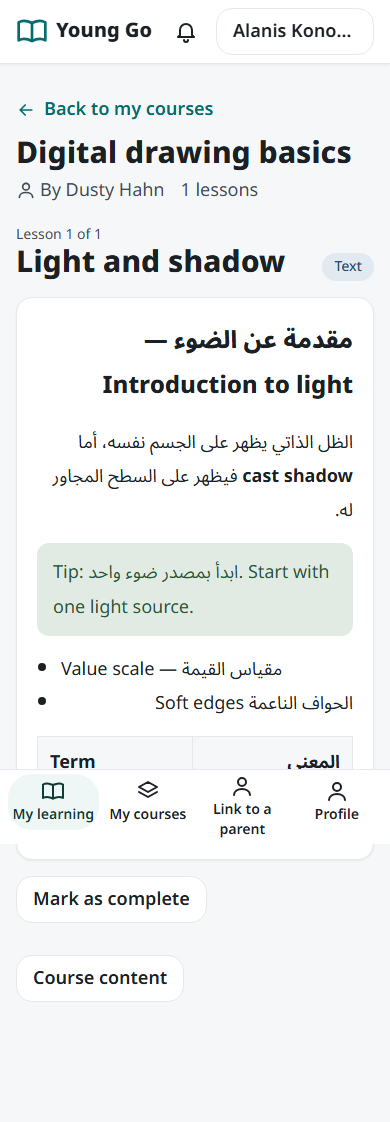 Young Go
Alanis Kono...
← Back to my courses
Digital drawing basics
By Dusty Hahn 1 lessons
Lesson 1 of 1
Light and shadow
Text
مقدمة عن الضوء —
Introduction to light
الظل الذاتي يظهر على الجسم نفسه، أما
cast shadow فيظهر على السطح المجاور
له.
Tip: ابدأ بمصدر ضوء واحد. Start with
one light source.
• Value scale — مقياس القيمة
• الحواف الناعمة Soft edges
Term المعنى
My learning
My courses
Link to a
parent
Profile
Mark as complete
Course content